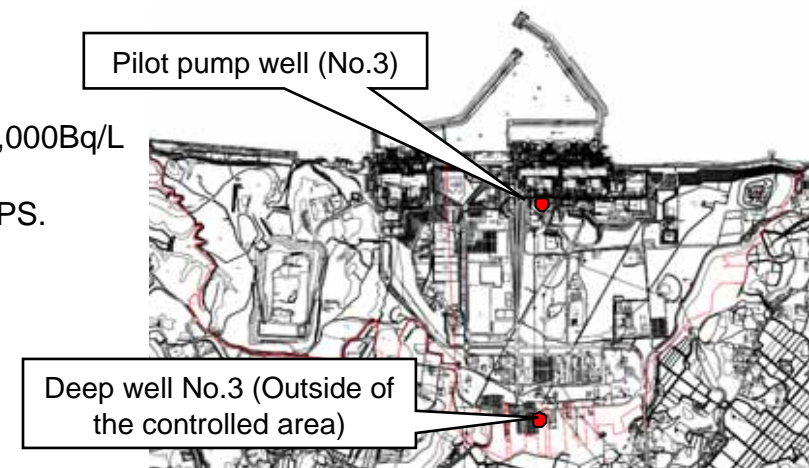 Pilot pump well (No.3)
,000Bq/L
PS.
Deep well No.3 (Outside of
the controlled area)